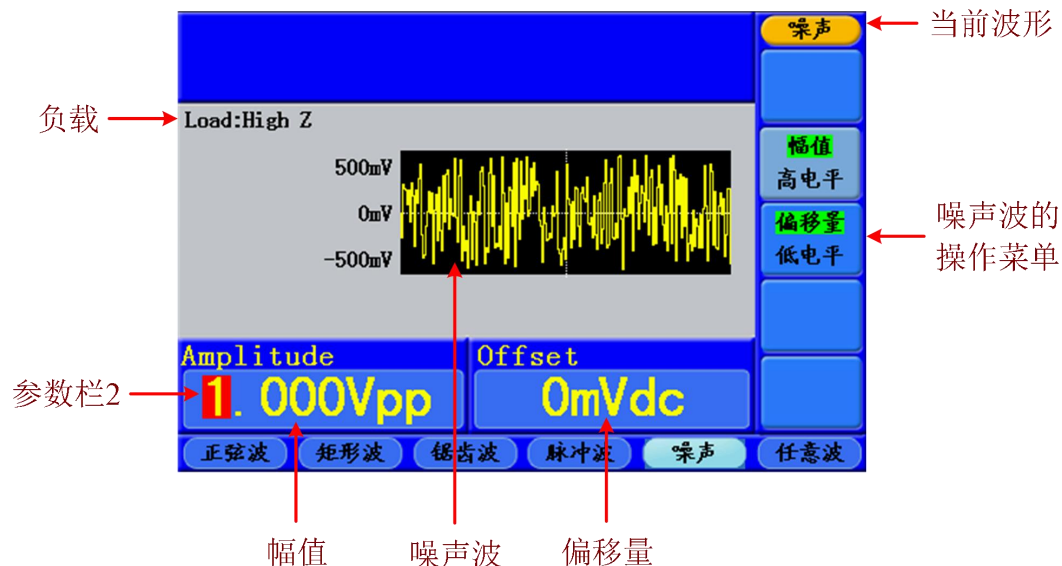 噪声
当前波形
负载
Load:High Z
500mV
0mV
-500mV
幅值
高电平
偏移量
低电平
噪声波的
操作菜单
Amplitude
Offset
参数栏2
1.000Vpp
0mVdc
正弦波
矩形波
锯齿波
脉冲波
噪声
任意波
幅值
噪声波
偏移量